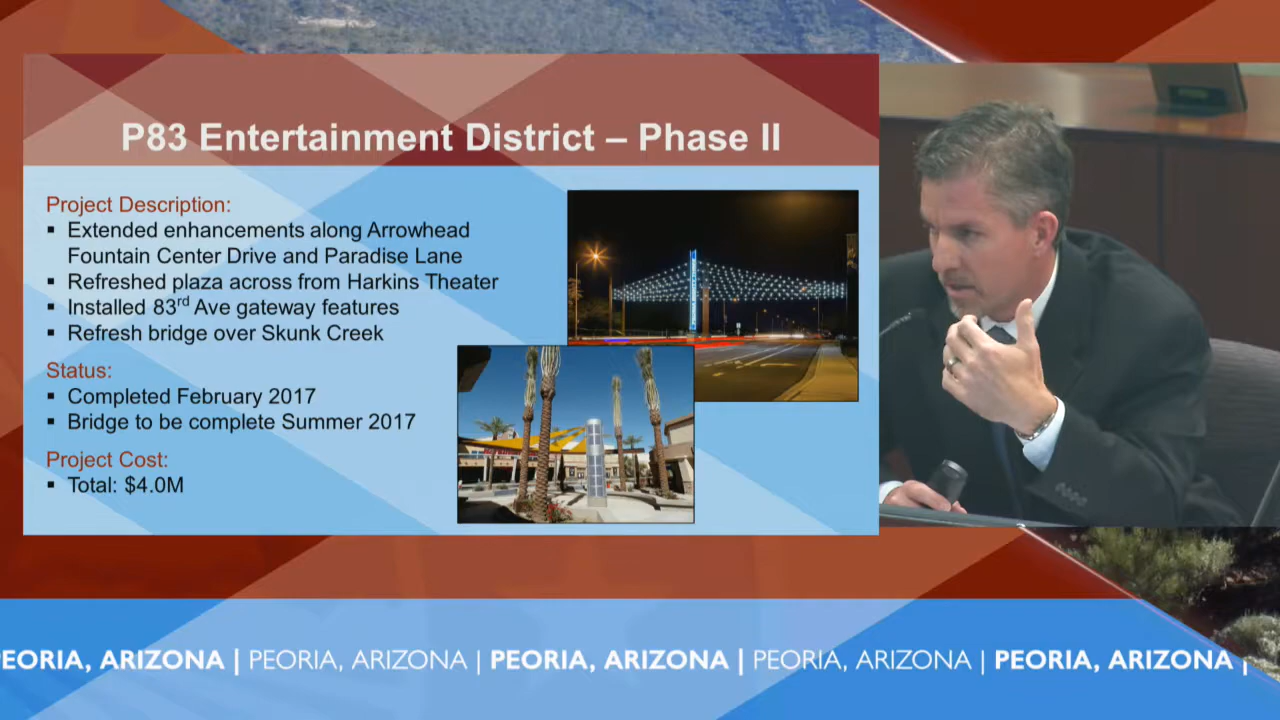 P83 Entertainment District – Phase II
Project Description:
▪ Extended enhancements along Arrowhead
Fountain Center Drive and Paradise Lane
▪ Refreshed plaza across from Harkins Theater
▪ Installed 83rd Ave gateway features
▪ Refresh bridge over Skunk Creek
Status:
▪ Completed February 2017
▪ Bridge to be complete Summer 2017
Project Cost:
▪ Total: $4.0M
PEORIA, ARIZONA | PEORIA, ARIZONA | PEORIA, ARIZONA | PEORIA, ARIZONA | PEORIA, ARIZONA |